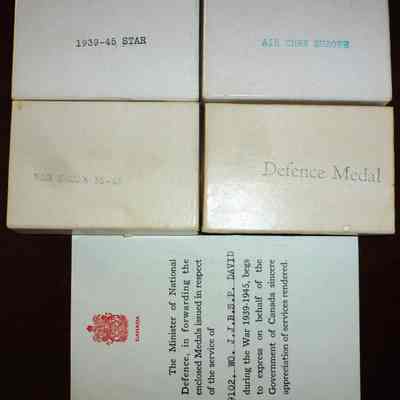 1939-45 STAR
AIR CREW EUROPE
WAR MEDAL 39-45
Defence Medal
CANADA
The Minister of National
Defence, in forwarding the
enclosed Medals issued in respect
of the service of
9102, WO. J.J.B.S.P. DAVID
during the War 1939-1945, begs
to express on behalf of the
Government of Canada sincere
appreciation of services rendered.